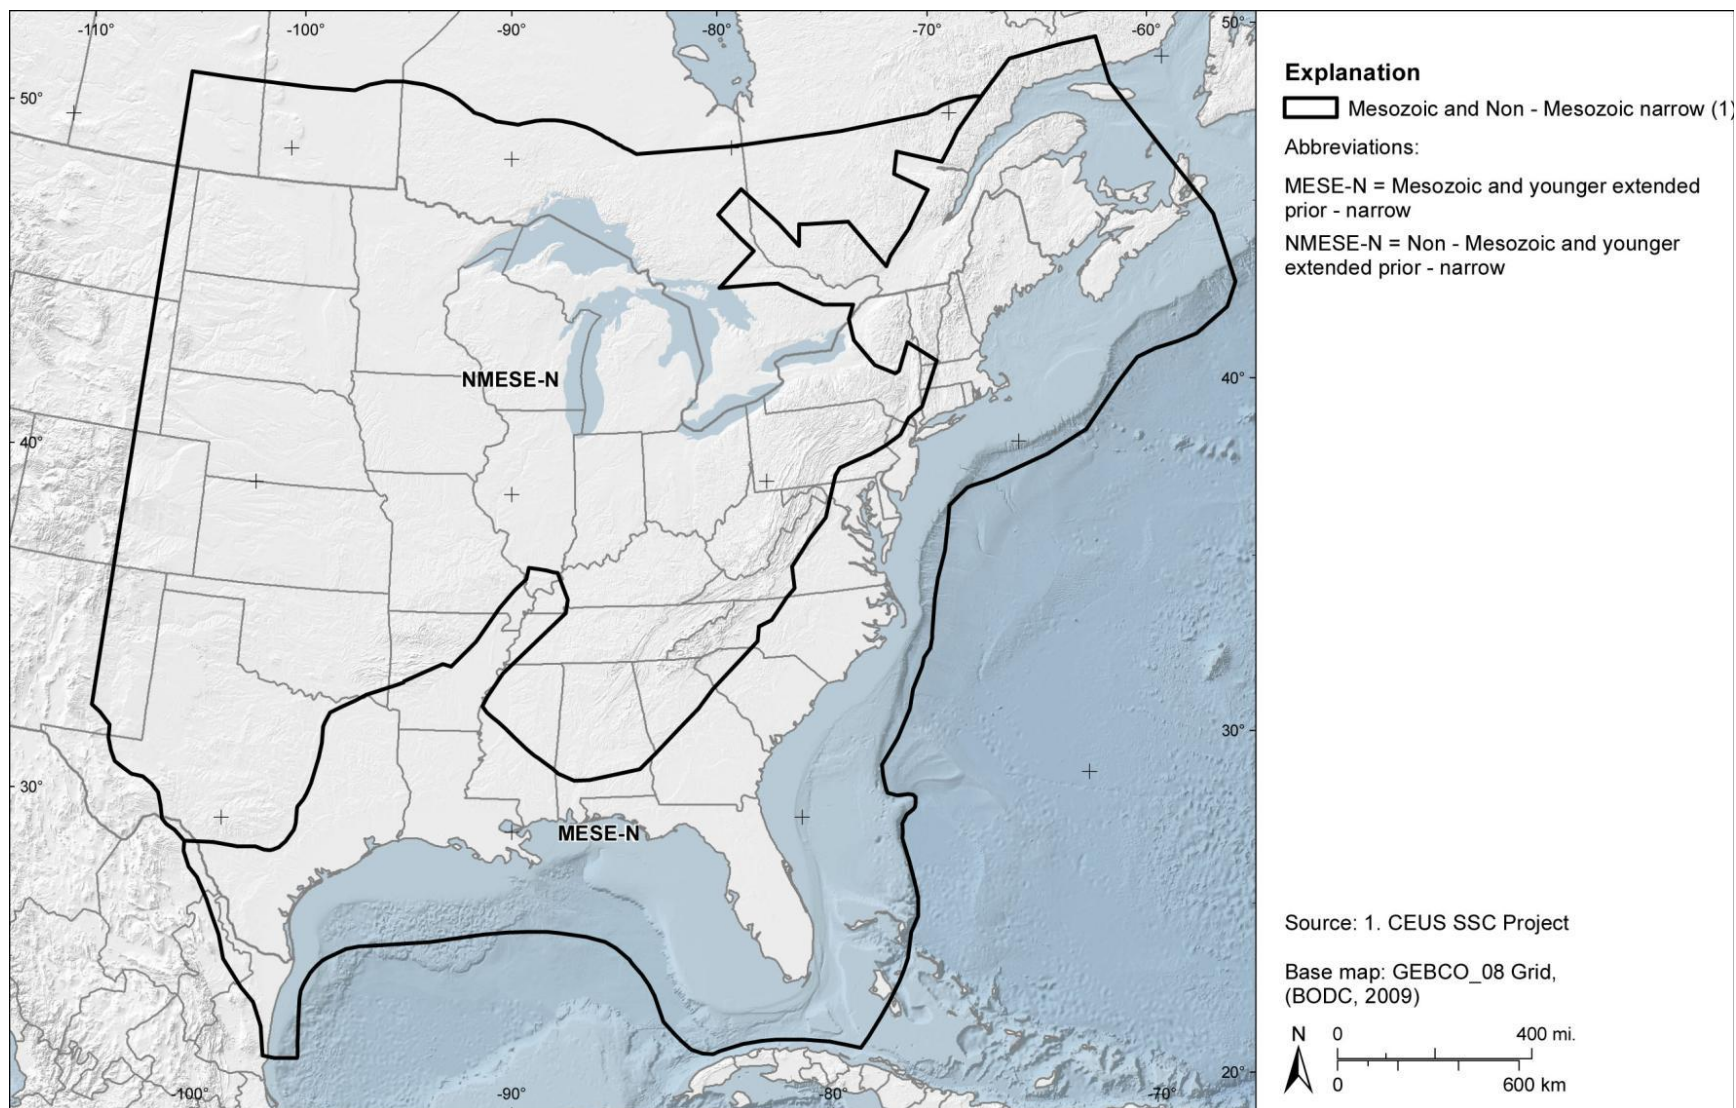 -110° -100° -90° -80° -70° 50°
50°
40°
40°
30°
30°
20°
-100° -90° -80° -70°
NMESE-N
MESE-N
Explanation
Mesozoic and Non - Mesozoic narrow (1)
Abbreviations:
MESE-N = Mesozoic and younger extended
prior - narrow
NMESE-N = Non - Mesozoic and younger
extended prior - narrow
Source: 1. CEUS SSC Project
Base map: GEBCO_08 Grid,
(BODC, 2009)
N 0 400 mi.
0 600 km